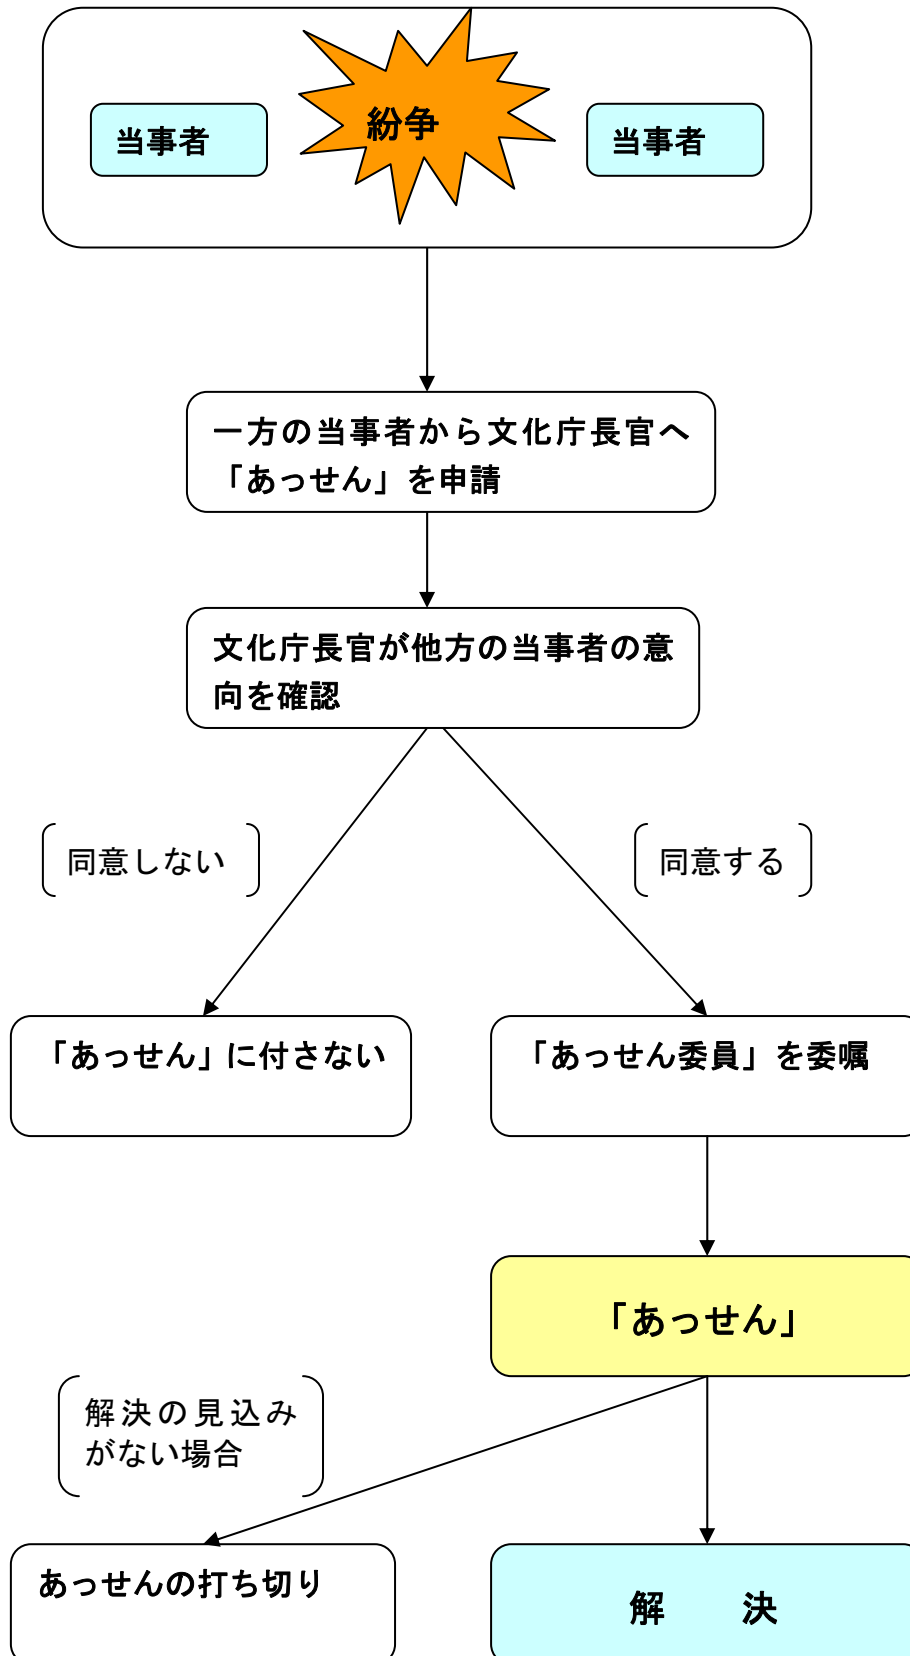 当事者
紛争
当事者
一方の当事者から文化庁長官へ
「あっせん」を申請
文化庁長官が他方の当事者の意
向を確認
同意しない
同意する
「あっせん」に付さない
「あっせん委員」を委嘱
「あっせん」
解決の見込み
がない場合
あっせんの打ち切り
解　　決